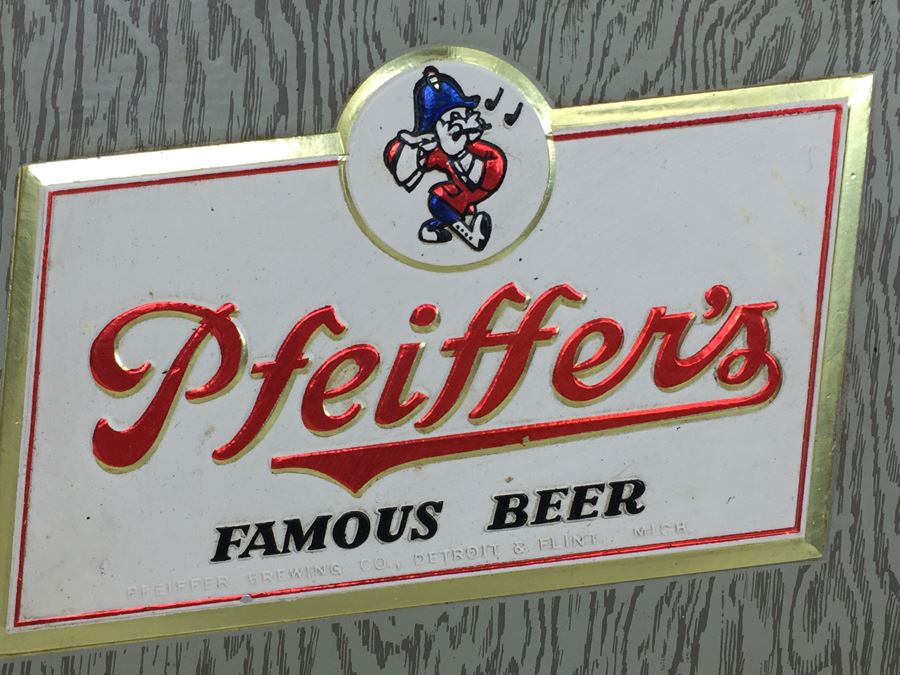 Pfeiffer's
FAMOUS BEER
PFEIFFER BREWING CO., DETROIT & FLINT, MICH.